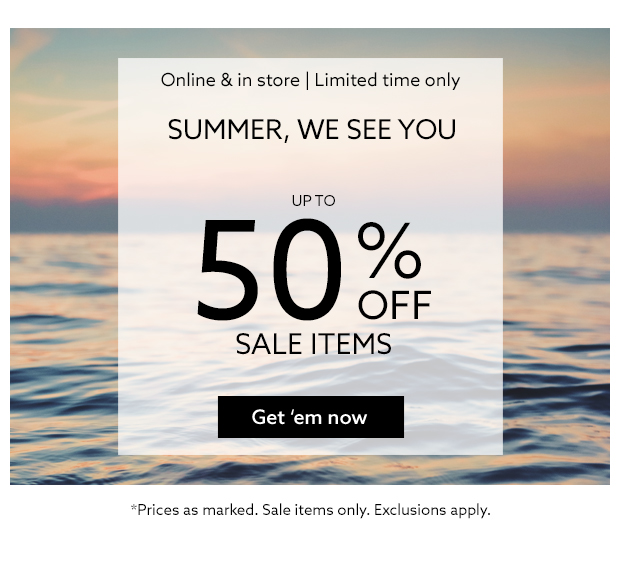 Online & in store | Limited time only
SUMMER, WE SEE YOU
UP TO
50%
OFF
SALE ITEMS
Get ‘em now
*Prices as marked. Sale items only. Exclusions apply.